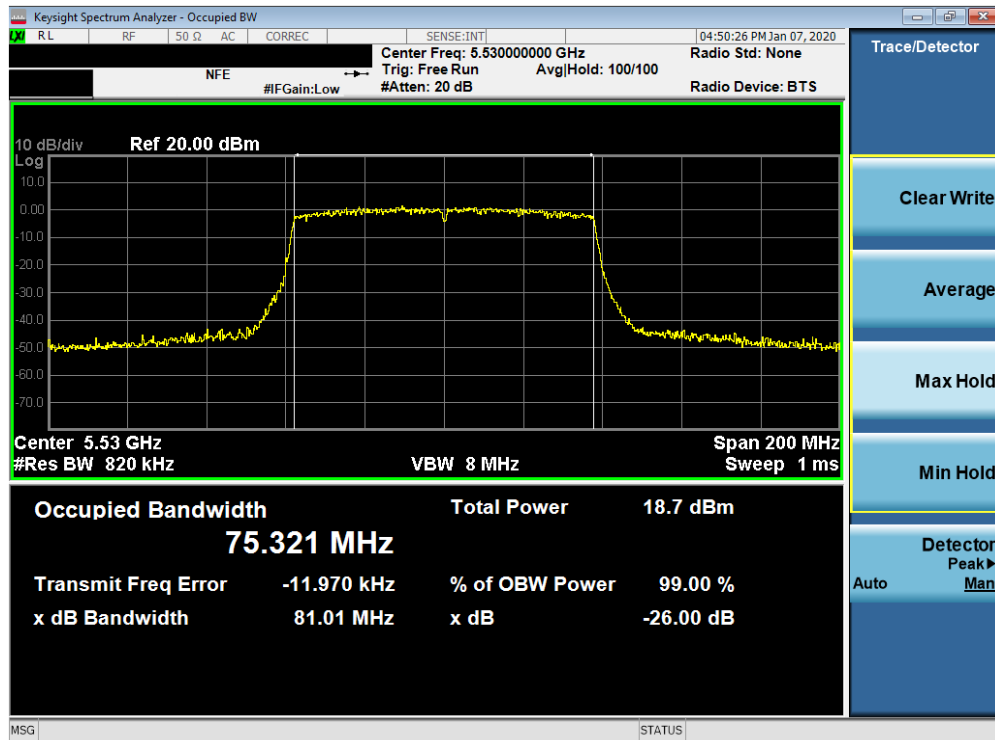 Keysight Spectrum Analyzer - Occupied BW
LXI RL RF 50 Ω AC CORREC SENSE:INT 04:50:26 PM Jan 07, 2020
Center Freq: 5.530000000 GHz Radio Std: None
NFE Trig: Free Run Avg|Hold: 100/100
#IFGain:Low #Atten: 20 dB Radio Device: BTS
10 dB/div Ref 20.00 dBm
Log
10.0
0.00
-10.0
-20.0
-30.0
-40.0
-50.0
-60.0
-70.0
Center 5.53 GHz Span 200 MHz
#Res BW 820 kHz VBW 8 MHz Sweep 1 ms
Occupied Bandwidth Total Power 18.7 dBm
75.321 MHz
Transmit Freq Error -11.970 kHz % of OBW Power 99.00 %
x dB Bandwidth 81.01 MHz x dB -26.00 dB
Trace/Detector
Clear Write
Average
Max Hold
Min Hold
Detector
Peak▶
Auto Man
MSG STATUS